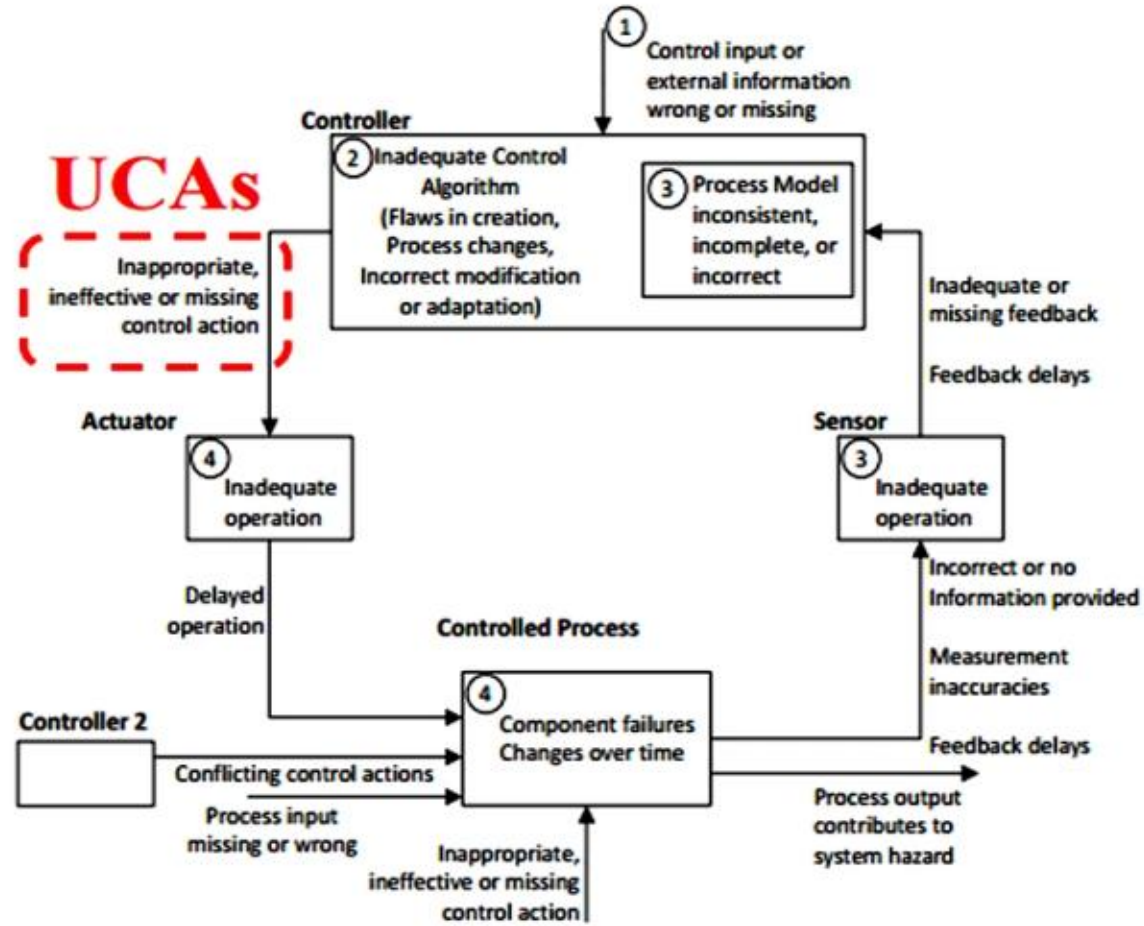 1
Control input or
external information
wrong or missing
Controller
2
Inadequate Control
Algorithm
(Flaws in creation,
Process changes,
Incorrect modification
or adaptation)
3
Process Model
inconsistent,
incomplete, or
incorrect
UCAs
Inappropriate,
ineffective or missing
control action
Inadequate or
missing feedback
Feedback delays
Actuator
4
Inadequate
operation
Sensor
3
Inadequate
operation
Delayed
operation
Incorrect or no
Information provided
Measurement
inaccuracies
Feedback delays
Controlled Process
4
Component failures
Changes over time
Controller 2
Conflicting control actions
Process input
missing or wrong
Inappropriate,
ineffective or missing
control action
Process output
contributes to
system hazard